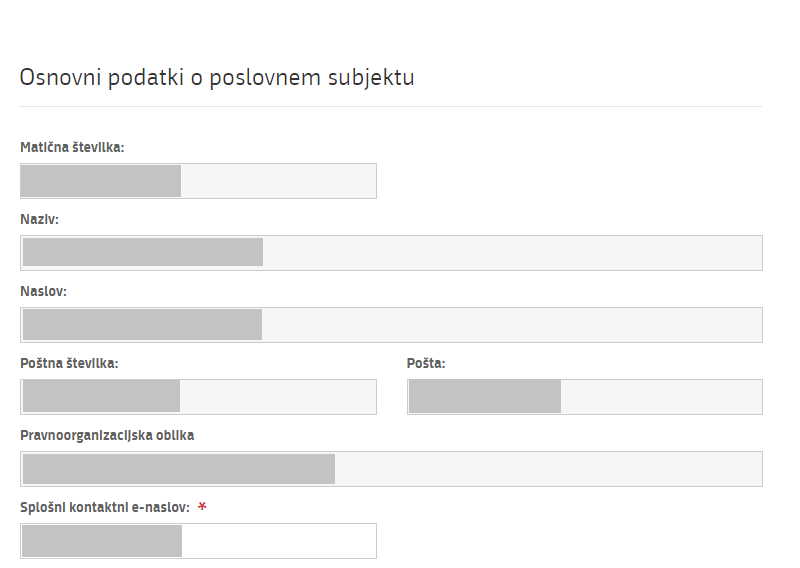 Osnovni podatki o poslovnem subjektu
Matična številka:
Naziv:
Naslov:
Poštna številka: Pošta:
Pravnoorganizacijska oblika
Splošni kontaktni e-naslov: *